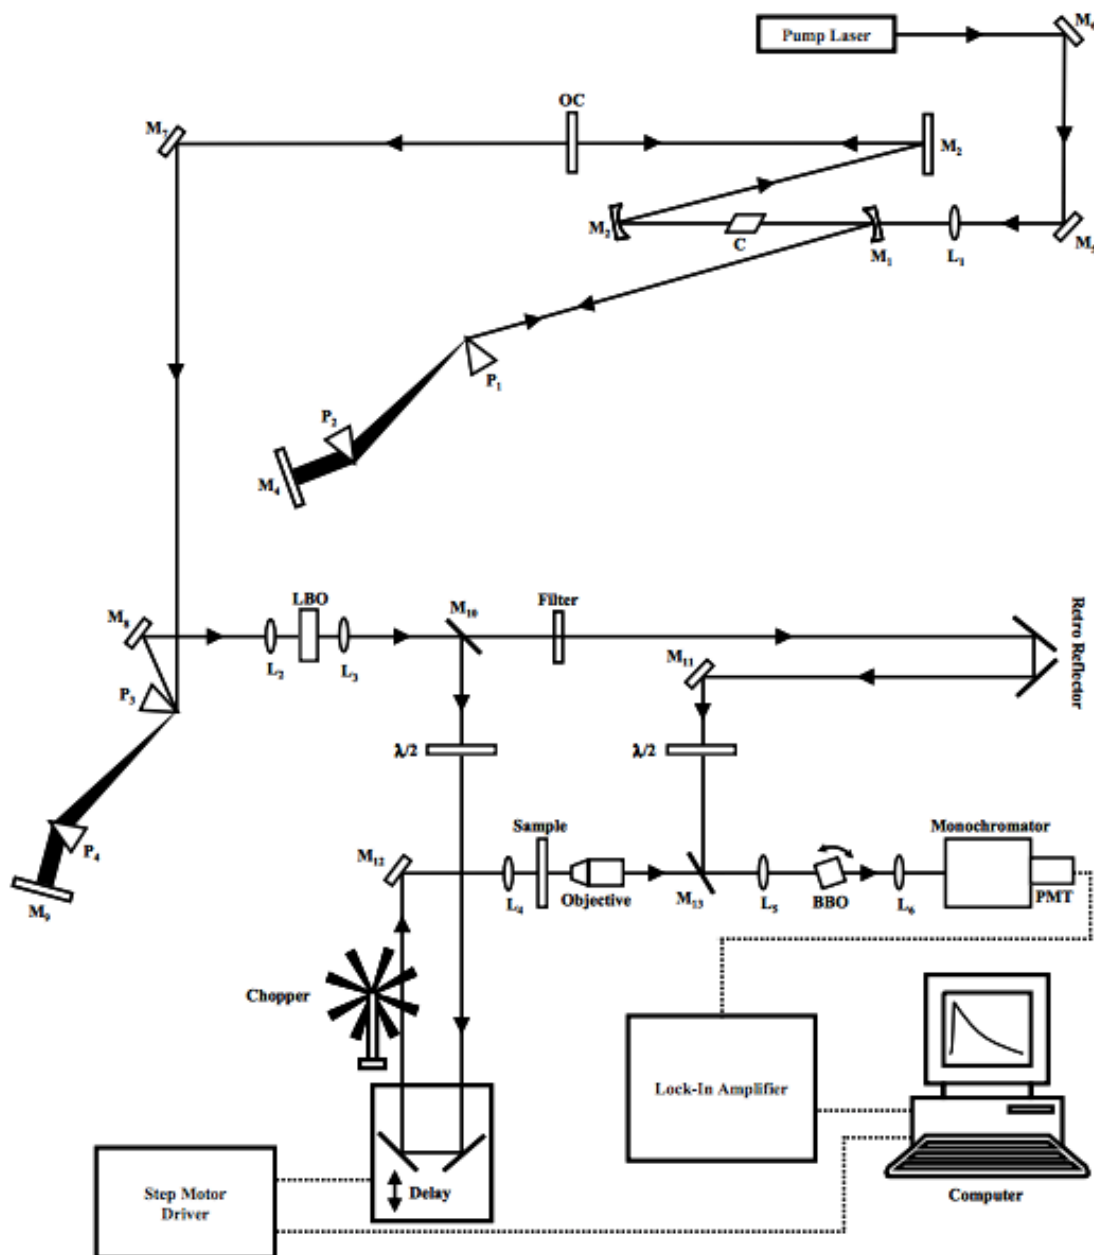 Pump Laser
M6
OC
M7
M2
M2
C
M1
L1
M5
P1
P2
M4
LBO
M10
Filter
M8
L2
L3
M11
Retro Reflector
P3
λ/2
λ/2
Sample
Monochromator
P4
M12
L4
Objective
M13
L5
BBO
L6
PMT
M9
Chopper
Lock-In Amplifier
Step Motor
Driver
Delay
Computer